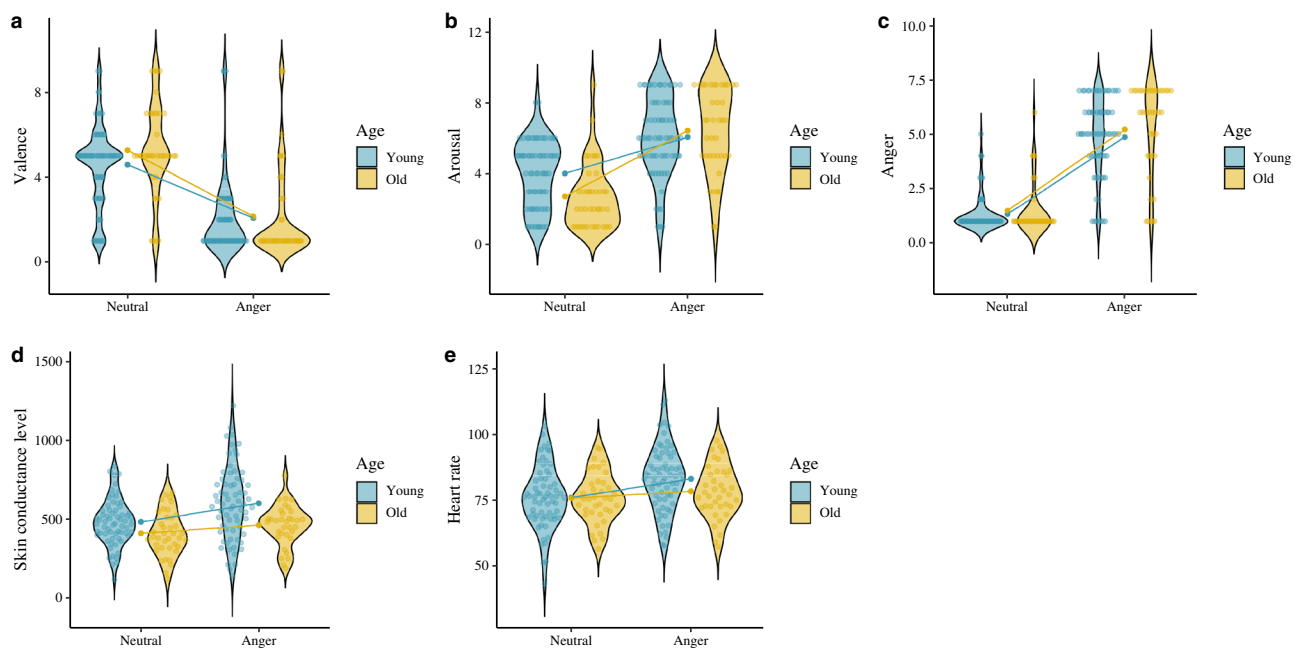 a
Valence
8
4
0
Neutral
Anger
Age
Young
Old
b
Arousal
12
8
4
0
Neutral
Anger
Age
Young
Old
c
Anger
10.0
7.5
5.0
2.5
0.0
Neutral
Anger
Age
Young
Old
d
Skin conductance level
1500
1000
500
0
Neutral
Anger
Age
Young
Old
e
Heart rate
125
100
75
50
Neutral
Anger
Age
Young
Old